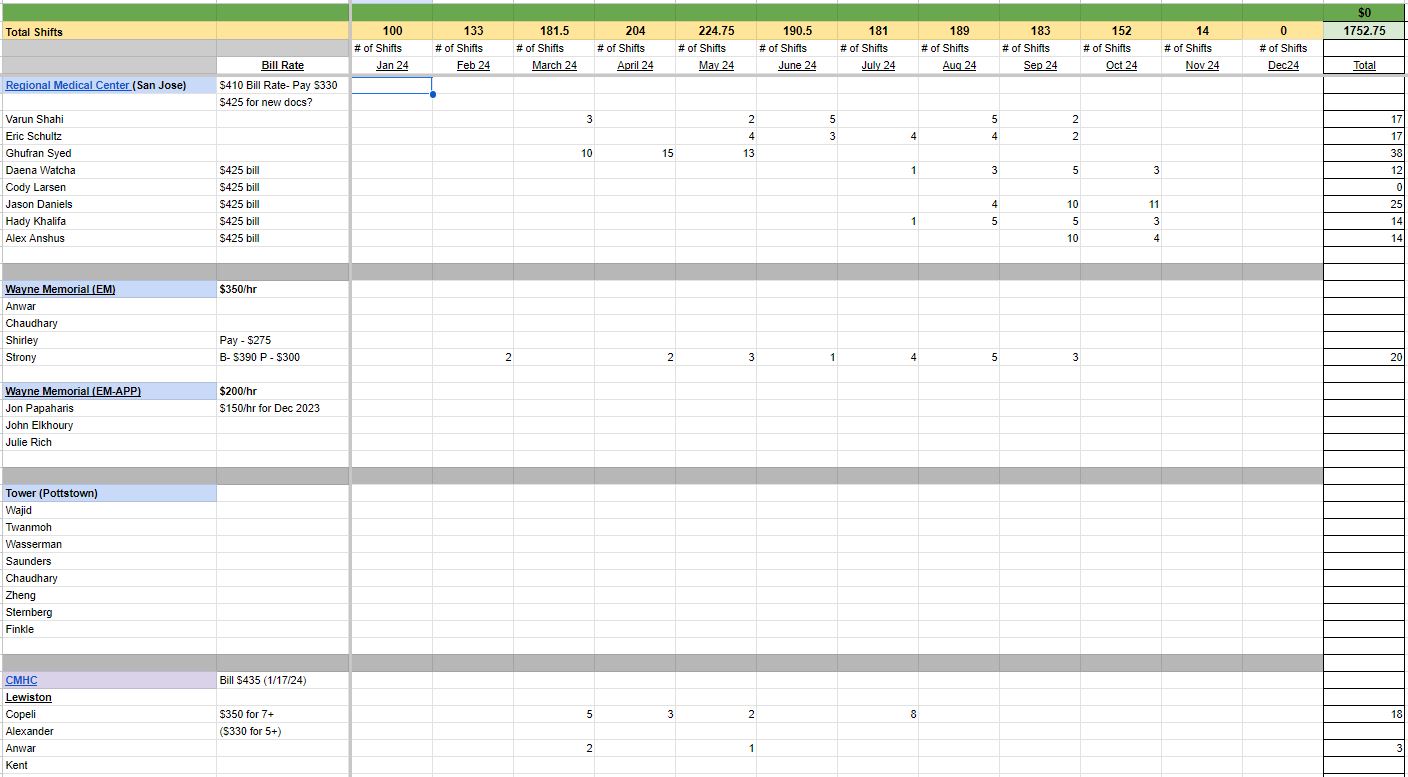 $0
Total Shifts 100 133 181.5 204 224.75 190.5 181 189 183 152 14 0 1752.75
# of Shifts # of Shifts # of Shifts # of Shifts # of Shifts # of Shifts # of Shifts # of Shifts # of Shifts # of Shifts # of Shifts # of Shifts
Bill Rate Jan 24 Feb 24 March 24 April 24 May 24 June 24 July 24 Aug 24 Sep 24 Oct 24 Nov 24 Dec24 Total
Regional Medical Center (San Jose) $410 Bill Rate- Pay $330
$425 for new docs?
Varun Shahi 3 2 5 5 2 17
Eric Schultz 4 3 4 4 2 17
Ghufran Syed 10 15 13 38
Daena Watcha $425 bill 1 3 5 3 12
Cody Larsen $425 bill 0
Jason Daniels $425 bill 4 10 11 25
Hady Khalifa $425 bill 1 5 5 3 14
Alex Anshus $425 bill 10 4 14
Wayne Memorial (EM) $350/hr
Anwar
Chaudhary
Shirley Pay - $275
Strony B- $390 P - $300 2 2 3 1 4 5 3 20
Wayne Memorial (EM-APP) $200/hr
Jon Papaharis $150/hr for Dec 2023
John Elkhoury
Julie Rich
Tower (Pottstown)
Wajid
Twanmoh
Wasserman
Saunders
Chaudhary
Zheng
Sternberg
Finkle
CMHC Bill $435 (1/17/24)
Lewiston
Copeli $350 for 7+ 5 3 2 8 18
Alexander ($330 for 5+)
Anwar 2 1 3
Kent